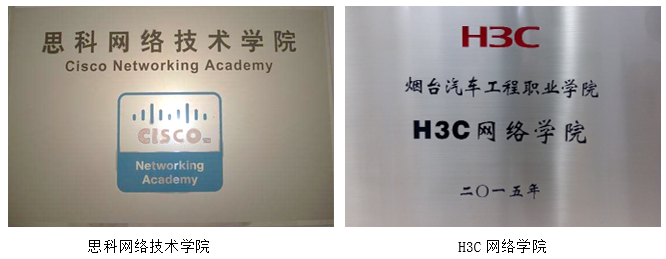 思科网络技术学院
Cisco Networking Academy
CISCO
Networking
Academy
H3C
烟台汽车工程职业学院
H3C网络学院
二〇一五年
思科网络技术学院
H3C 网络学院